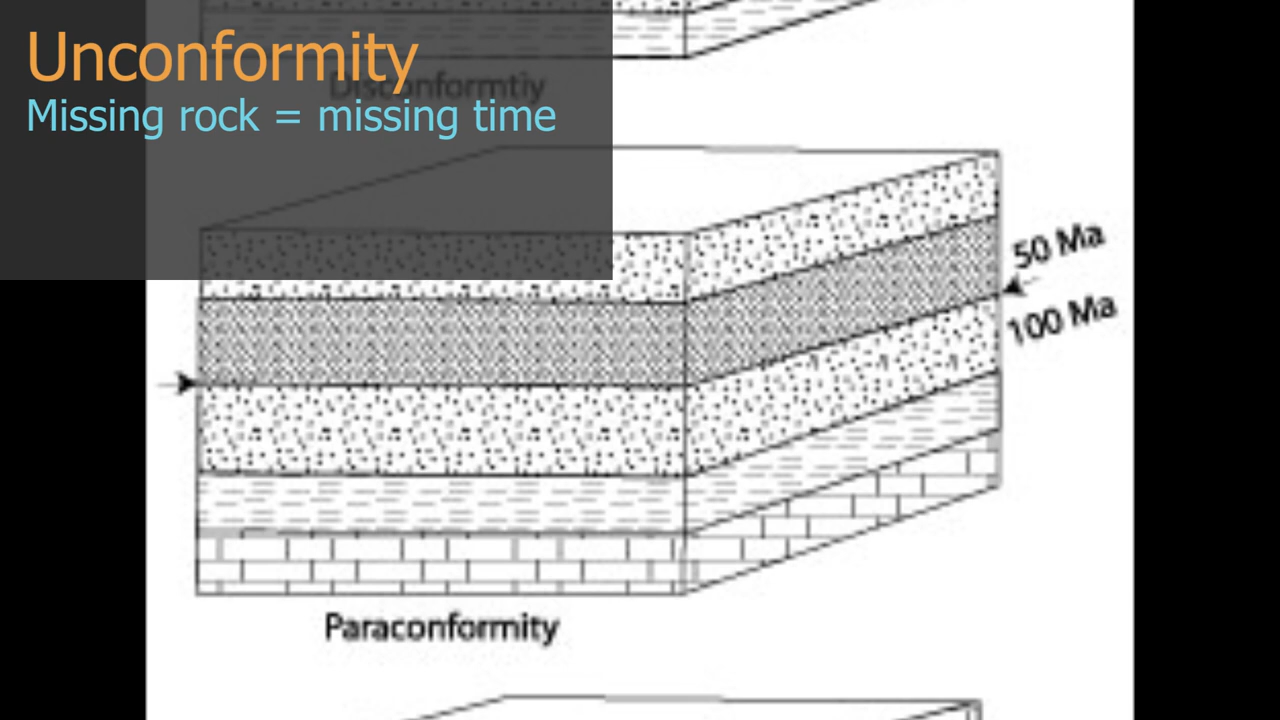 Unconformity
Disconformtiy
Missing rock = missing time
50 Ma
100 Ma
Paraconformity